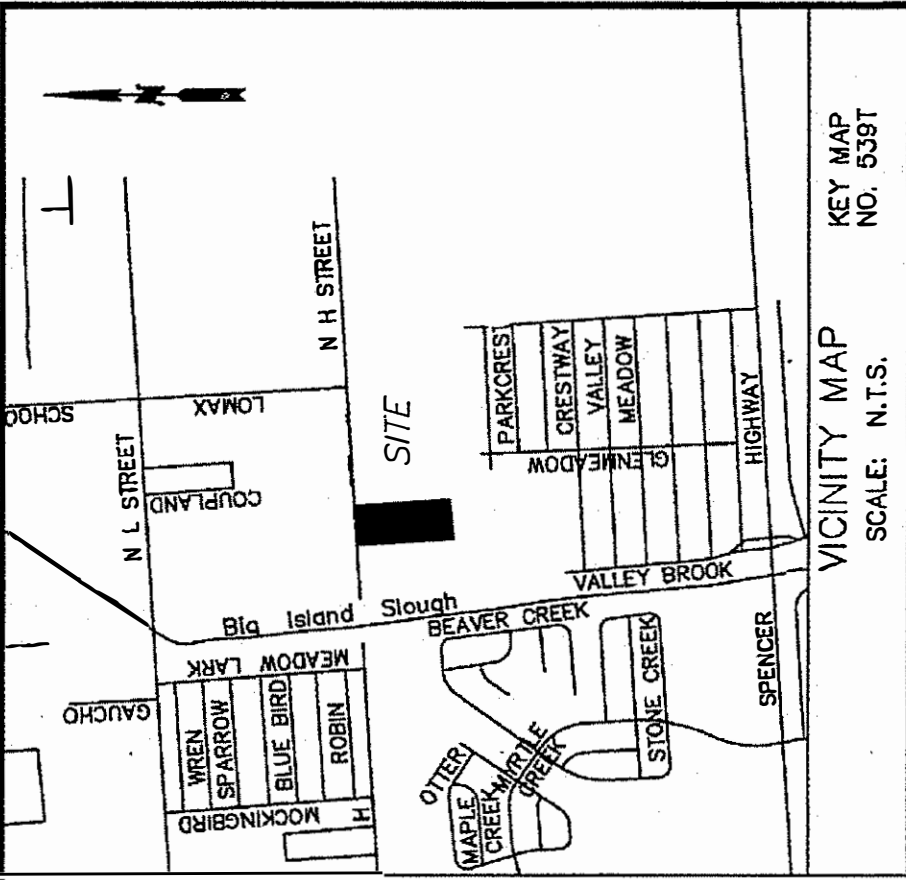 N
SCHOO
N L STREET
LOMAX
N H STREET
COUPLAND
SITE
PARKCREST
CRESTWAY
VALLEY
MEADOW
GLENMEADOW
HIGHWAY
VALLEY BROOK
Big Island Slough
BEAVER CREEK
MEADOW LARK
GAUCHO
WREN
SPARROW
BLUE BIRD
ROBIN
MOCKINGBIRD
H
OTTER
MYRTLE
CREEK
MAPLE
CREEK
STONE CREEK
SPENCER
VICINITY MAP
SCALE: N.T.S.
KEY MAP
NO. 539T